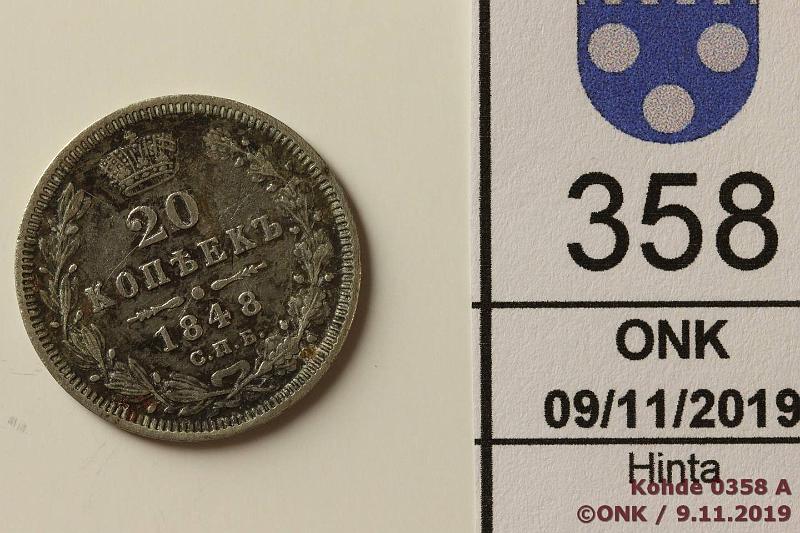 20
КОПѢЕКЪ
1848
С.П.Б.
358
ONK
09/11/2019
Hinta
Kohde 0358 A
©ONK / 9.11.2019